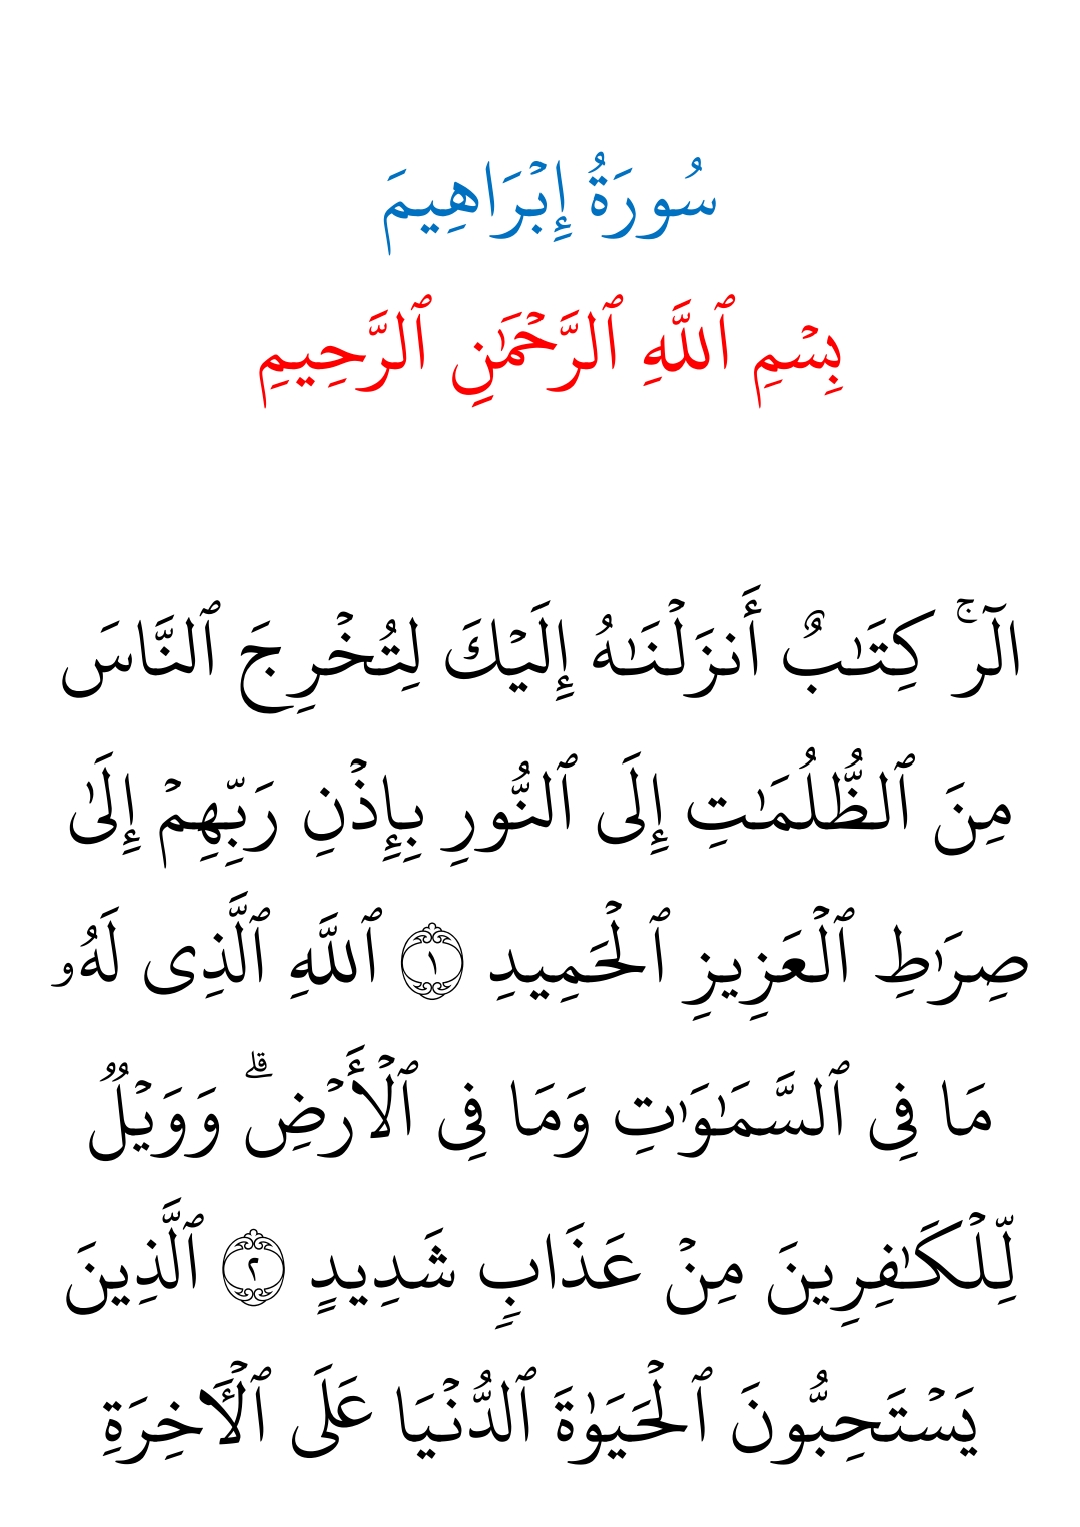 سُورَةُ إِبْرَاهِيمَ
بِسْمِ ٱللَّهِ ٱلرَّحْمَٰنِ ٱلرَّحِيمِ
الٓرۚ كِتَٰبٌ أَنزَلْنَٰهُ إِلَيْكَ لِتُخْرِجَ ٱلنَّاسَ
مِنَ ٱلظُّلُمَٰتِ إِلَى ٱلنُّورِ بِإِذْنِ رَبِّهِمْ إِلَىٰ
صِرَٰطِ ٱلْعَزِيزِ ٱلْحَمِيدِ ۝١ ٱللَّهِ ٱلَّذِى لَهُۥ
مَا فِى ٱلسَّمَٰوَٰتِ وَمَا فِى ٱلْأَرْضِۗ وَوَيْلٌ
لِّلْكَٰفِرِينَ مِنْ عَذَابٍ شَدِيدٍ ۝٢ ٱلَّذِينَ
يَسْتَحِبُّونَ ٱلْحَيَوٰةَ ٱلدُّنْيَا عَلَى ٱلْأَخِرَةِ